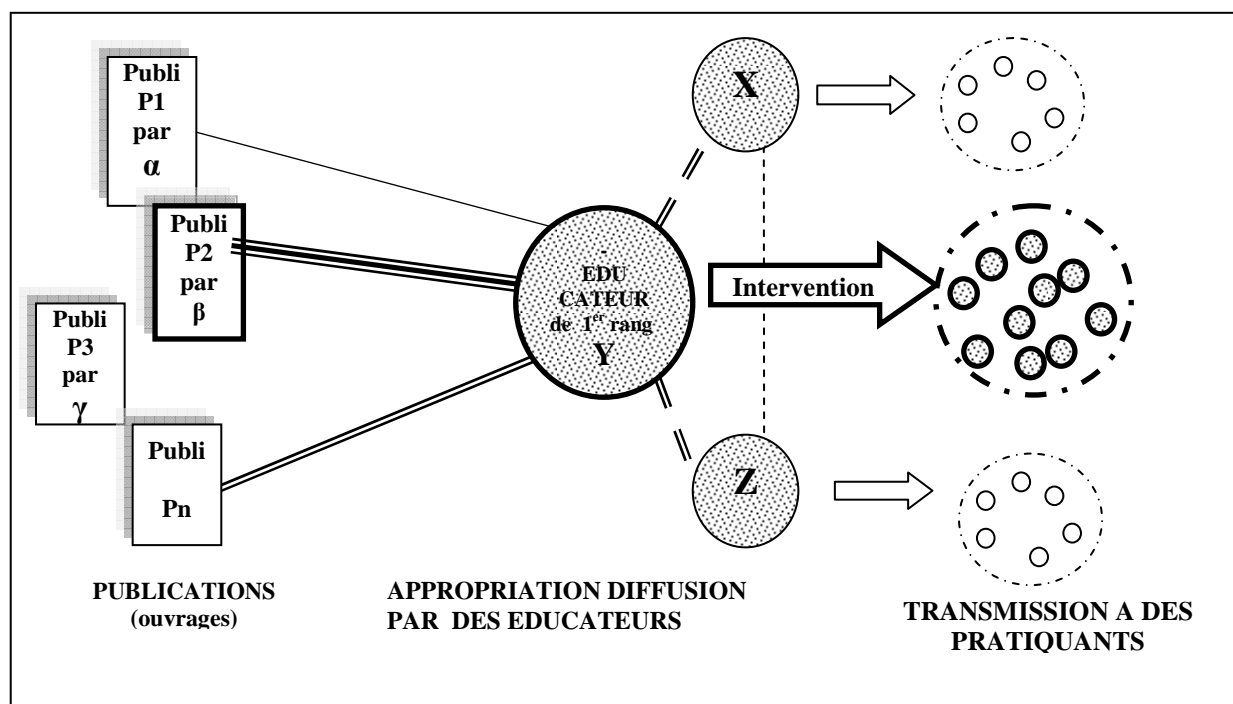 Publi
P1
par
α
Publi
P2
par
β
Publi
P3
par
γ
Publi
Pn
-
EDU
CATEUR
de 1er rang
Y
X
Z
Intervention
PUBLICATIONS
(ouvrages)
APPROPRIATION DIFFUSION
PAR DES EDUCATEURS
TRANSMISSION A DES
PRATIQUANTS